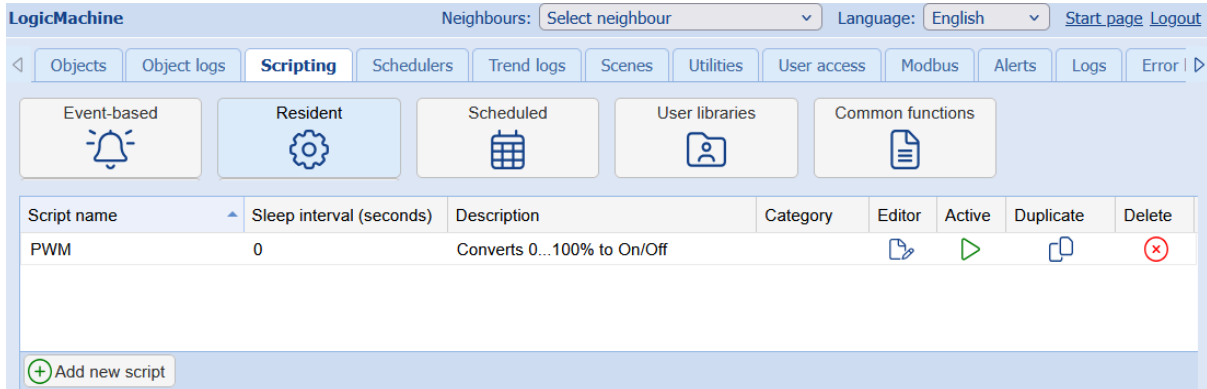 LogicMachine Neighbours: Select neighbour Language: English Start page Logout
Objects Object logs Scripting Schedulers Trend logs Scenes Utilities User access Modbus Alerts Logs Error
Event-based Resident Scheduled User libraries Common functions
Script name Sleep interval (seconds) Description Category Editor Active Duplicate Delete
PWM 0 Converts 0...100% to On/Off
Add new script